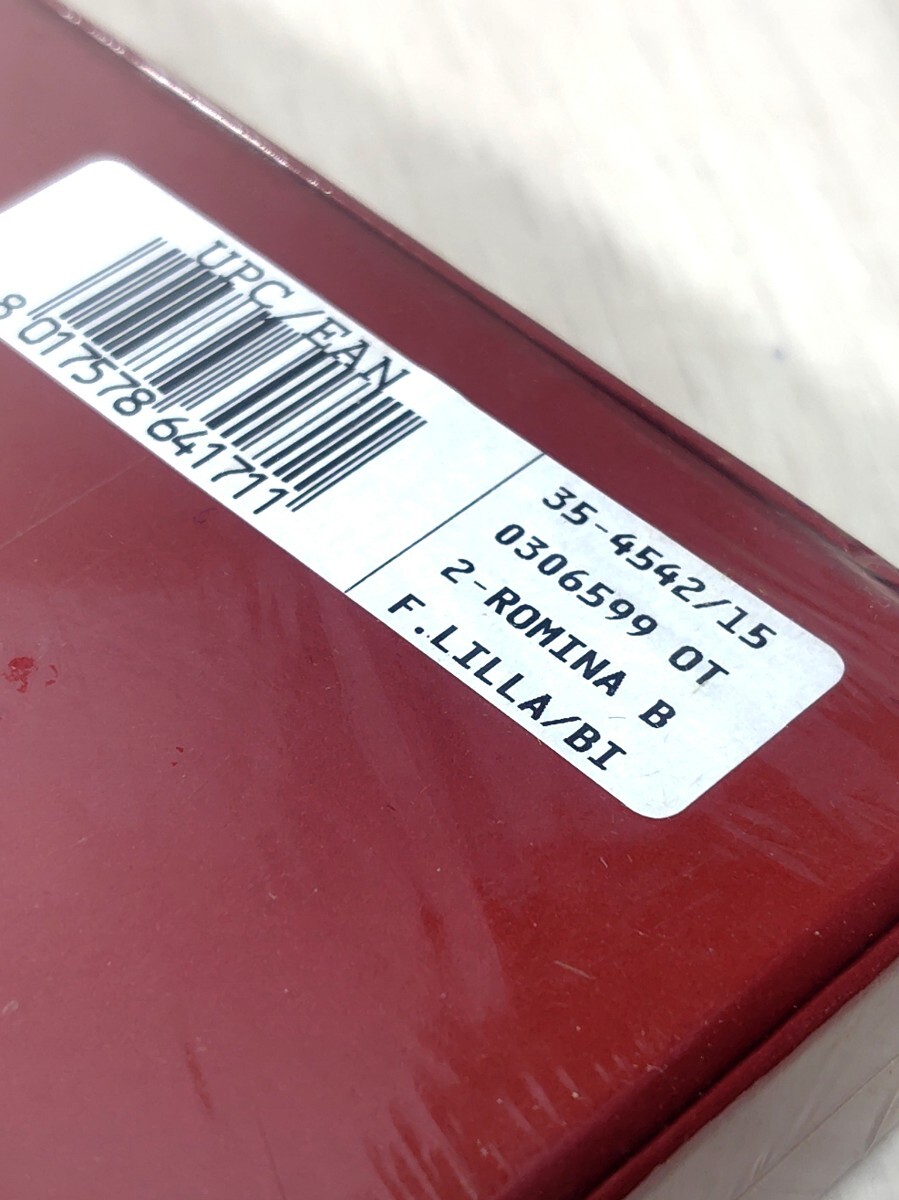 UPC/EAN
8 017578 641711
35-4542/15
0306599 OT
2-ROMINA B
F.LILLA/BI